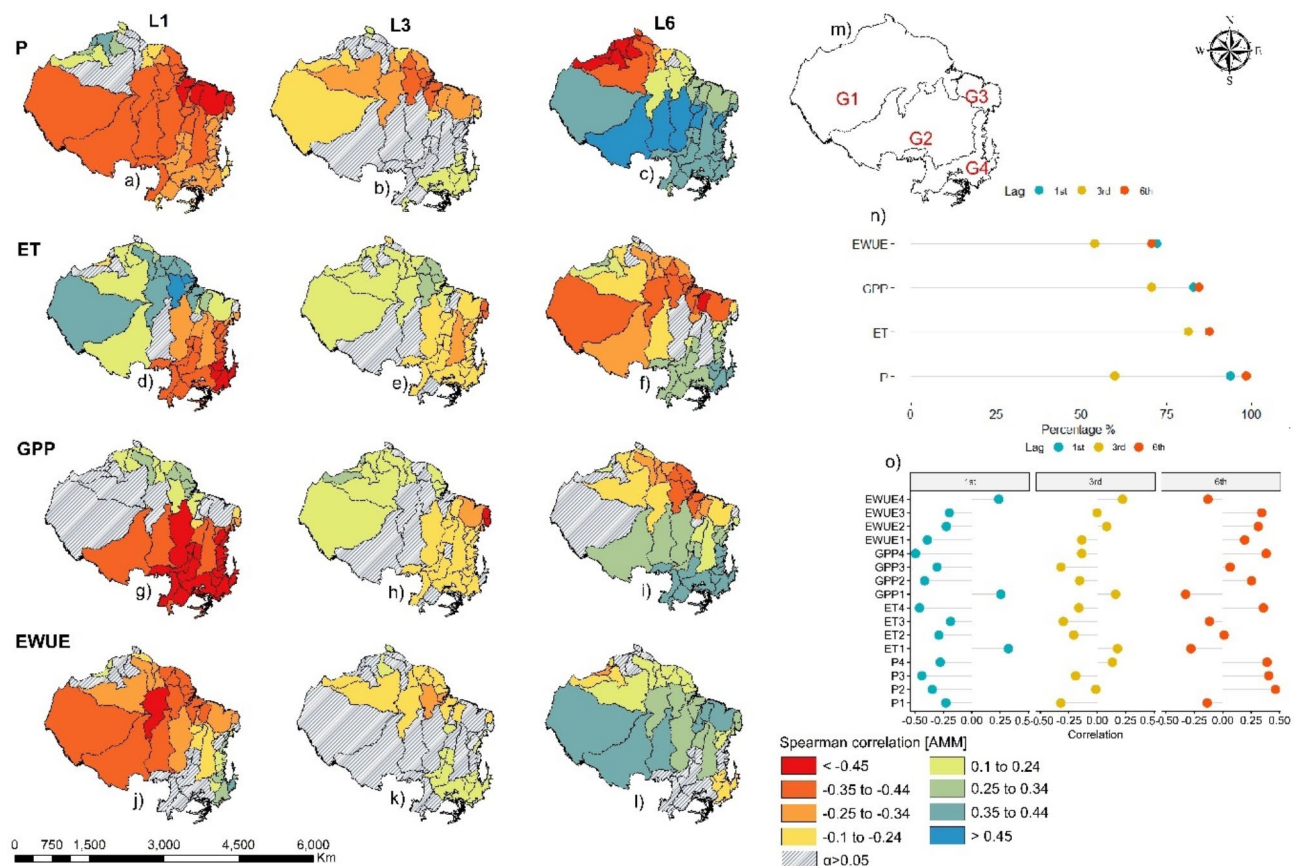 L1
L3
L6
P
a)
b)
c)
ET
d)
e)
f)
GPP
g)
h)
i)
EWUE
j)
k)
l)
0 750 1,500 3,000 4,500 6,000
Km
m)
G1
G2
G3
G4
N
W E
S
Lag 1st 3rd 6th
n)
EWUE
GPP
ET
P
0 25 50 75 100
Percentage %
Lag 1st 3rd 6th
o)
1st 3rd 6th
EWUE4
EWUE3
EWUE2
EWUE1
GPP4
GPP3
GPP2
GPP1
ET4
ET3
ET2
ET1
P4
P3
P2
P1
-0.50 -0.25 0.00 0.25 0.50 -0.50 -0.25 0.00 0.25 0.50 -0.50 -0.25 0.00 0.25 0.50
Correlation
Spearman correlation [AMM]
< -0.45
-0.35 to -0.44
-0.25 to -0.34
-0.1 to -0.24
α>0.05
0.1 to 0.24
0.25 to 0.34
0.35 to 0.44
> 0.45